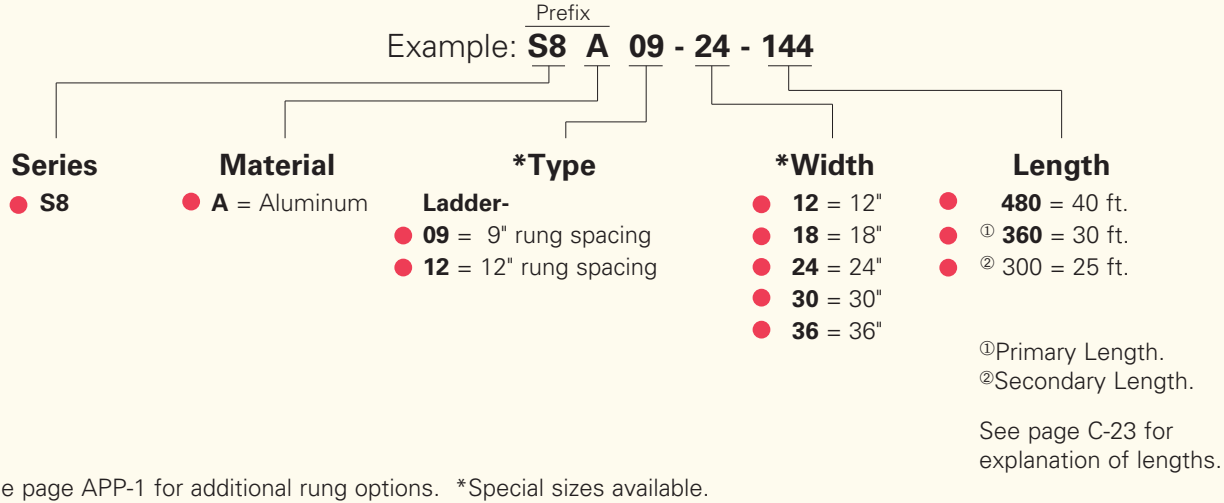 Prefix
Example: S8 A 09 - 24 - 144
Series
S8
Material
A = Aluminum
*Type
Ladder-
09 = 9" rung spacing
12 = 12" rung spacing
*Width
12 = 12"
18 = 18"
24 = 24"
30 = 30"
36 = 36"
Length
480 = 40 ft.
① 360 = 30 ft.
② 300 = 25 ft.
①Primary Length.
②Secondary Length.
See page C-23 for
explanation of lengths.
e page APP-1 for additional rung options. *Special sizes available.